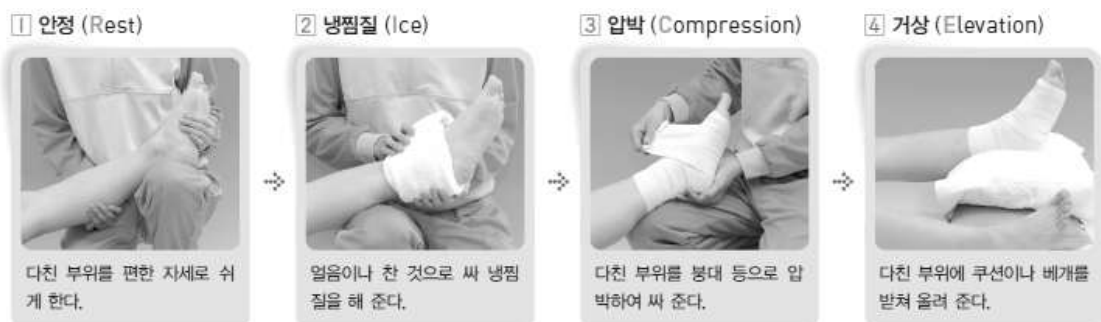 1 안정 (Rest)
2 냉찜질 (Ice)
3 압박 (Compression)
4 거상 (Elevation)
다친 부위를 편한 자세로 쉬
게 한다.
얼음이나 찬 것으로 싸 냉찜
질을 해 준다.
다친 부위를 붕대 등으로 압
박하여 싸 준다.
다친 부위에 쿠션이나 베개를
받쳐 올려 준다.